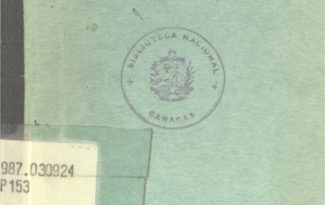 BIBLIOTECA NACIONAL
CARACAS
987.030924
P153